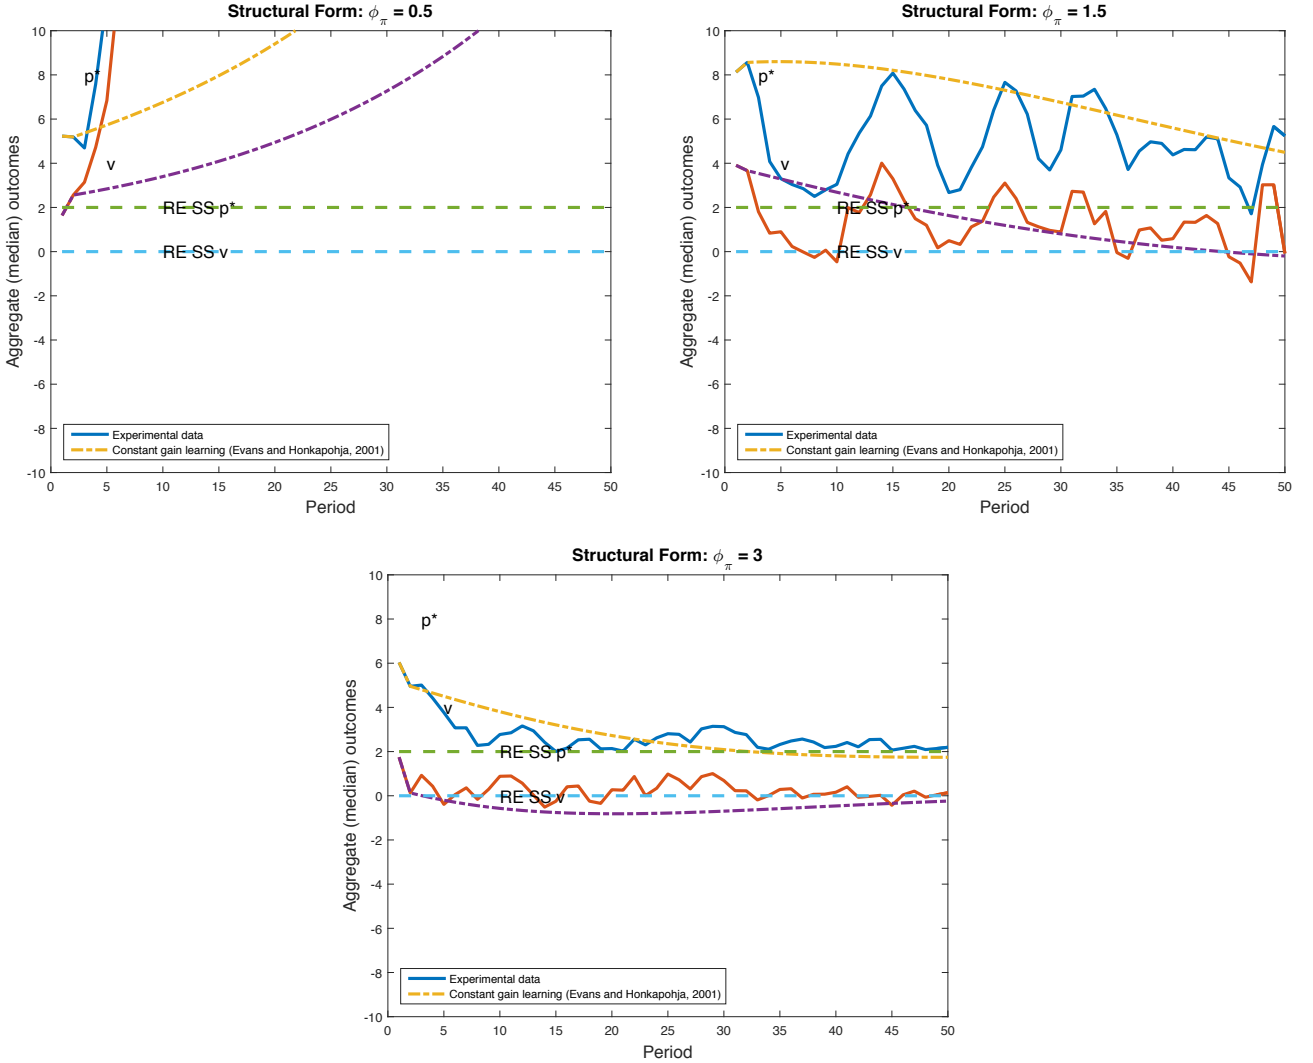 Structural Form: ϕπ = 0.5
10
8
6
4
2
0
-2
-4
-6
-8
-10
Aggregate (median) outcomes
p*
v
RE SS p*
RE SS v
Experimental data
Constant gain learning (Evans and Honkapohja, 2001)
0 5 10 15 20 25 30 35 40 45 50
Period
Structural Form: ϕπ = 1.5
10
8
6
4
2
0
-2
-4
-6
-8
-10
Aggregate (median) outcomes
p*
v
RE SS p*
RE SS v
Experimental data
Constant gain learning (Evans and Honkapohja, 2001)
0 5 10 15 20 25 30 35 40 45 50
Period
Structural Form: ϕπ = 3
10
8
6
4
2
0
-2
-4
-6
-8
-10
Aggregate (median) outcomes
p*
v
RE SS p*
RE SS v
Experimental data
Constant gain learning (Evans and Honkapohja, 2001)
0 5 10 15 20 25 30 35 40 45 50
Period